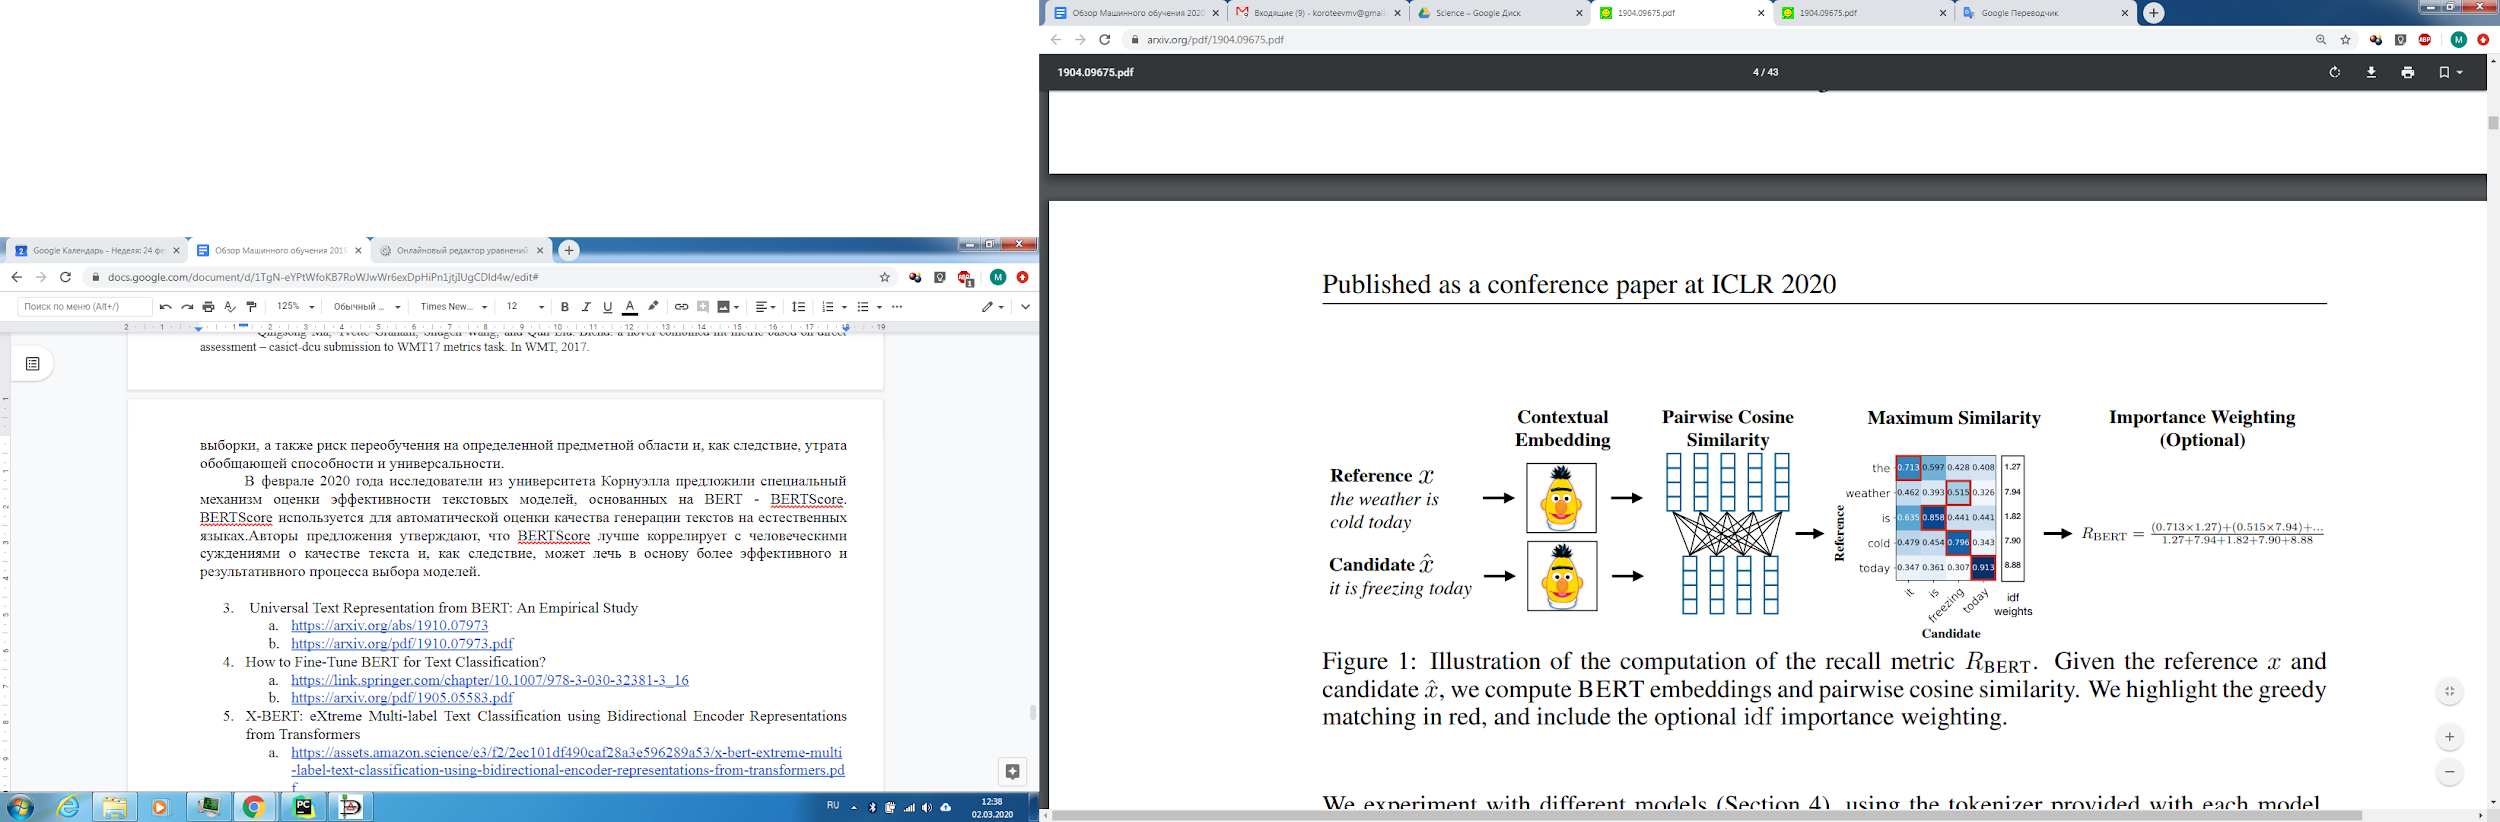 Google Календарь - Неделя: 24 фе
Обзор Машинного обучения 2019
Онлайновый редактор уравнений
docs.google.com/document/d/1TgN-eYPtWfoKB7RoWJwWr6exDpHiPn1jtjIUgCDId4w/edit#
Поиск по меню (Alt+/)
125%
Обычный ...
Times New...
12
assessment – casict-dcu submission to WMT17 metrics task. In WMT, 2017.
выборки, а также риск переобучения на определенной предметной области и, как следствие, утрата
обобщающей способности и универсальности.
В феврале 2020 года исследователи из университета Корнуэлла предложили специальный
механизм оценки эффективности текстовых моделей, основанных на BERT - BERTScore.
BERTScore используется для автоматической оценки качества генерации текстов на естественных
языках.Авторы предложения утверждают, что BERTScore лучше коррелирует с человеческими
суждениями о качестве текста и, как следствие, может лечь в основу более эффективного и
результативного процесса выбора моделей.
3. Universal Text Representation from BERT: An Empirical Study
a. https://arxiv.org/abs/1910.07973
b. https://arxiv.org/pdf/1910.07973.pdf
4. How to Fine-Tune BERT for Text Classification?
a. https://link.springer.com/chapter/10.1007/978-3-030-32381-3_16
b. https://arxiv.org/pdf/1905.05583.pdf
5. X-BERT: eXtreme Multi-label Text Classification using Bidirectional Encoder Representations
from Transformers
a. https://assets.amazon.science/e3/f2/2ec101df490caf28a3e596289a53/x-bert-extreme-multi
-label-text-classification-using-bidirectional-encoder-representations-from-transformers.pd
f
RU
12:38
02.03.2020
Обзор Машинного обучения 2020
Входящие (9) - koroteevmv@gmail.
Science – Google Диск
1904.09675.pdf
1904.09675.pdf
Google Переводчик
arxiv.org/pdf/1904.09675.pdf
1904.09675.pdf
4 / 43
Published as a conference paper at ICLR 2020
Contextual
Embedding
Pairwise Cosine
Similarity
Maximum Similarity
Importance Weighting
(Optional)
Reference x
the weather is
cold today
Candidate x̂
it is freezing today
Reference
the 0.713 0.597 0.428 0.408 1.27
weather 0.462 0.393 0.515 0.326 7.94
is 0.635 0.858 0.441 0.441 1.82
cold 0.479 0.454 0.796 0.343 7.90
today 0.347 0.361 0.307 0.913 8.88
it is freezing today
idf
weights
Candidate
R_BERT = (0.713×1.27)+(0.515×7.94)+... / 1.27+7.94+1.82+7.90+8.88
Figure 1: Illustration of the computation of the recall metric R_BERT. Given the reference x and
candidate x̂, we compute BERT embeddings and pairwise cosine similarity. We highlight the greedy
matching in red, and include the optional idf importance weighting.
We experiment with different models (Section 4), using the tokenizer provided with each model.